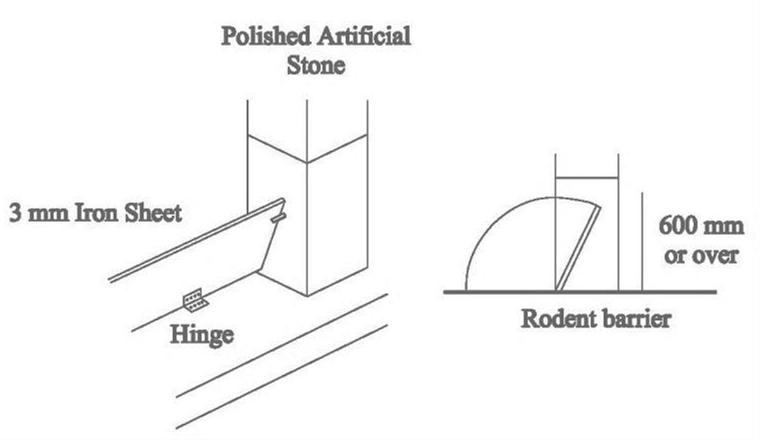 Polished Artificial
Stone
3 mm Iron Sheet
600 mm
or over
Hinge
Rodent barrier